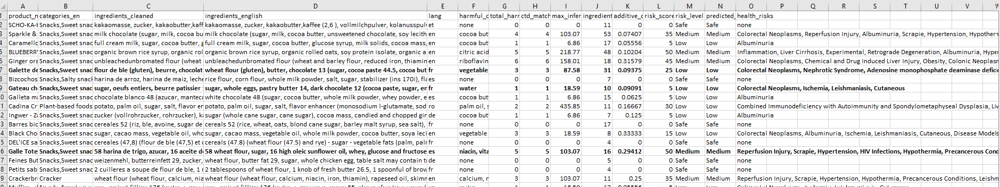 A B C D E F G H I J K L M N O P Q R S T U V W
1 product_n categories_en ingredients_cleaned ingredients_english lang harmful_c total_harr ctd_match max_infer ingredient additive_c risk_score risk_level predicted_ health_risks
2 SCHO-KA-K Snacks,Sweet snac kakaomasse, zucker, kakaobutter,kaff kakaomasse, zucker, kakaobutter,kaffee (2,6 ), vollmilchpulver, kolanusspulv et none 0 0 0 11 0 0 Safe Safe none
3 Sparkle & Snacks,Sweet snac milk chocolate (sugar, milk, cocoa bu milk chocolate (sugar, milk, cocoa butter, unsweetened chocolate, soy lecith en cocoa but 4 4 103.07 53 0.07407 35 Medium Medium Colorectal Neoplasms, Reperfusion Injury, Albuminuria, Scrapie, Hypertension, Hypotherm
4 Caramello Snacks,Sweet snac full cream milk, sugar, cocoa butter, g full cream milk, sugar, cocoa butter, glucose syrup, milk solids, cocoa mass, en cocoa but 1 1 6.86 17 0.05556 5 Low Low Albuminuria
5 BLUEBERRY Snacks,Sweet snac organic brown rice syrup, organic rol organic brown rice syrup, organic rolled oats, soy protein isolate, organic a en citric acid 5 5 218.77 48 0.10204 50 Medium Medium Inflammation, Liver Cirrhosis, Experimental, Retrograde Degeneration, Albuminuria, Hyper
6 Ginger ora Snacks,Sweet snac unbleachedunbromated flour (wheat unbleachedunbromated flour (wheat and barley flour, reduced iron, thiamin en riboflavin 6 6 158.01 18 0.31579 45 Medium Medium Colorectal Neoplasms, Chemical and Drug Induced Liver Injury, Obesity, Colonic Neoplasm
7 Galette de Snacks,Sweet snac flour de ble (gluten), beurre, chocolat wheat flour (gluten), butter, chocolate 13 (sugar, cocoa paste 44.5, cocoa but fr vegetable 3 3 87.58 31 0.09375 25 Low Low Colorectal Neoplasms, Nephrotic Syndrome, Adenosine monophosphate deaminase defici
8 Bizcochos Snacks,Salty snack harina de arroz, harina de maiz, leche rice flour, corn flour, whole milk powder, salt, sugar, stabilizer (ins 170i), fla es none 0 0 0 7 0 0 Safe Safe none
9 Gateau ch Snacks,Sweet snac sugar, oeufs entiers, beurre patissier sugar, whole eggs, pastry butter 14, dark chocolate 12 (cocoa paste, sugar, en fr water 1 1 18.59 10 0.09091 5 Low Low Colorectal Neoplasms, Ischemia, Leishmaniasis, Cutaneous
0 Galleta ma Snacks,Sweet snac chocolate blanco 48 (azucar, manteca white chocolate 48 (sugar, cocoa butter, whole milk powder, whey powder, e es cocoa but 1 1 6.86 15 0.0625 5 Low Low Albuminuria
1 Cadina Cr Plant-based foods potato, palm oil, sugar, salt, flavor en potato, palm oil, sugar, salt, flavor enhancer (monosodium l-glutamate, sod ro palm oil, s 2 2 435.85 11 0.16667 30 Low Low Combined Immunodeficiency with Autoimmunity and Spondylometaphyseal Dysplasia, Liv
2 Ingwer - Za Snacks,Sweet snac zucker (vollrohrzucker, rohrzucker), ka sugar (whole cane sugar, cane sugar), cocoa mass, candied and chopped gin de cocoa but 1 1 6.86 7 0.125 5 Low Low Albuminuria
3 Barres bic Snacks,Sweet snac cereales 52 (riz, ble, avoine, sugar de cereals 52 (rice, wheat, oats, blond cane sugar, barley malt syrup, sea salt), fr none 0 0 0 17 0 0 Safe Safe none
4 Black Cho Snacks,Sweet snac sugar, cacao mass, vegetable oil, who sugar, cacao mass, vegetable oil, whole milk powder, cocoa butter, soya leci en vegetable 3 3 18.59 8 0.33333 15 Low Low Colorectal Neoplasms, Albuminuria, Ischemia, Leishmaniasis, Cutaneous, Disease Models
5 DEL'ICE sa Snacks,Sweet snac cereales (47,8) (flour de ble (47,5) et c cereals (47.8) (wheat flour (47.5) and rye) - sugar - vegetable fats (palm, pal fr none 0 0 0 4 0 0 Safe Safe none
6 Galle Tote Snacks,Sweet snac 58 harina de trigo, azucar, 16 aceite d 58 wheat flour, sugar, 16 high oleic sunflower oil, whey, glucose and fructose es niacin, vita 5 5 103.07 16 0.29412 50 Medium Medium Reperfusion Injury, Scrapie, Hypertension, HIV Infections, Hypothermia, Precancerous Cond
7 Feines But Snacks,Sweet snac weizenmehl, butterreinfett 29, zucker, wheat flour, butter fat 29, sugar, whole chicken egg, table salt may contain t de none 0 0 0 5 0 0 Safe Safe none
8 Petits sab Snacks,Sweet snac 2 cuilleres a soupe de flour de ble, 1 r 2 tablespoons of wheat flour, 1 knob of fresh butter 26.5, 1 spoonful of brow fr none 0 0 0 4 0 0 Safe Safe none
9 Crackerbr Cracker wheat flour (wheat flour, calcium, nia wheat flour (wheat flour, calcium, niacin, iron, thiamin), rapeseed oil, skimm en calcium, n 3 3 103.07 11 0.25 35 Medium Medium Reperfusion Injury, Scrapie, Hypertension, Hypothermia, Precancerous Conditions, Leishm